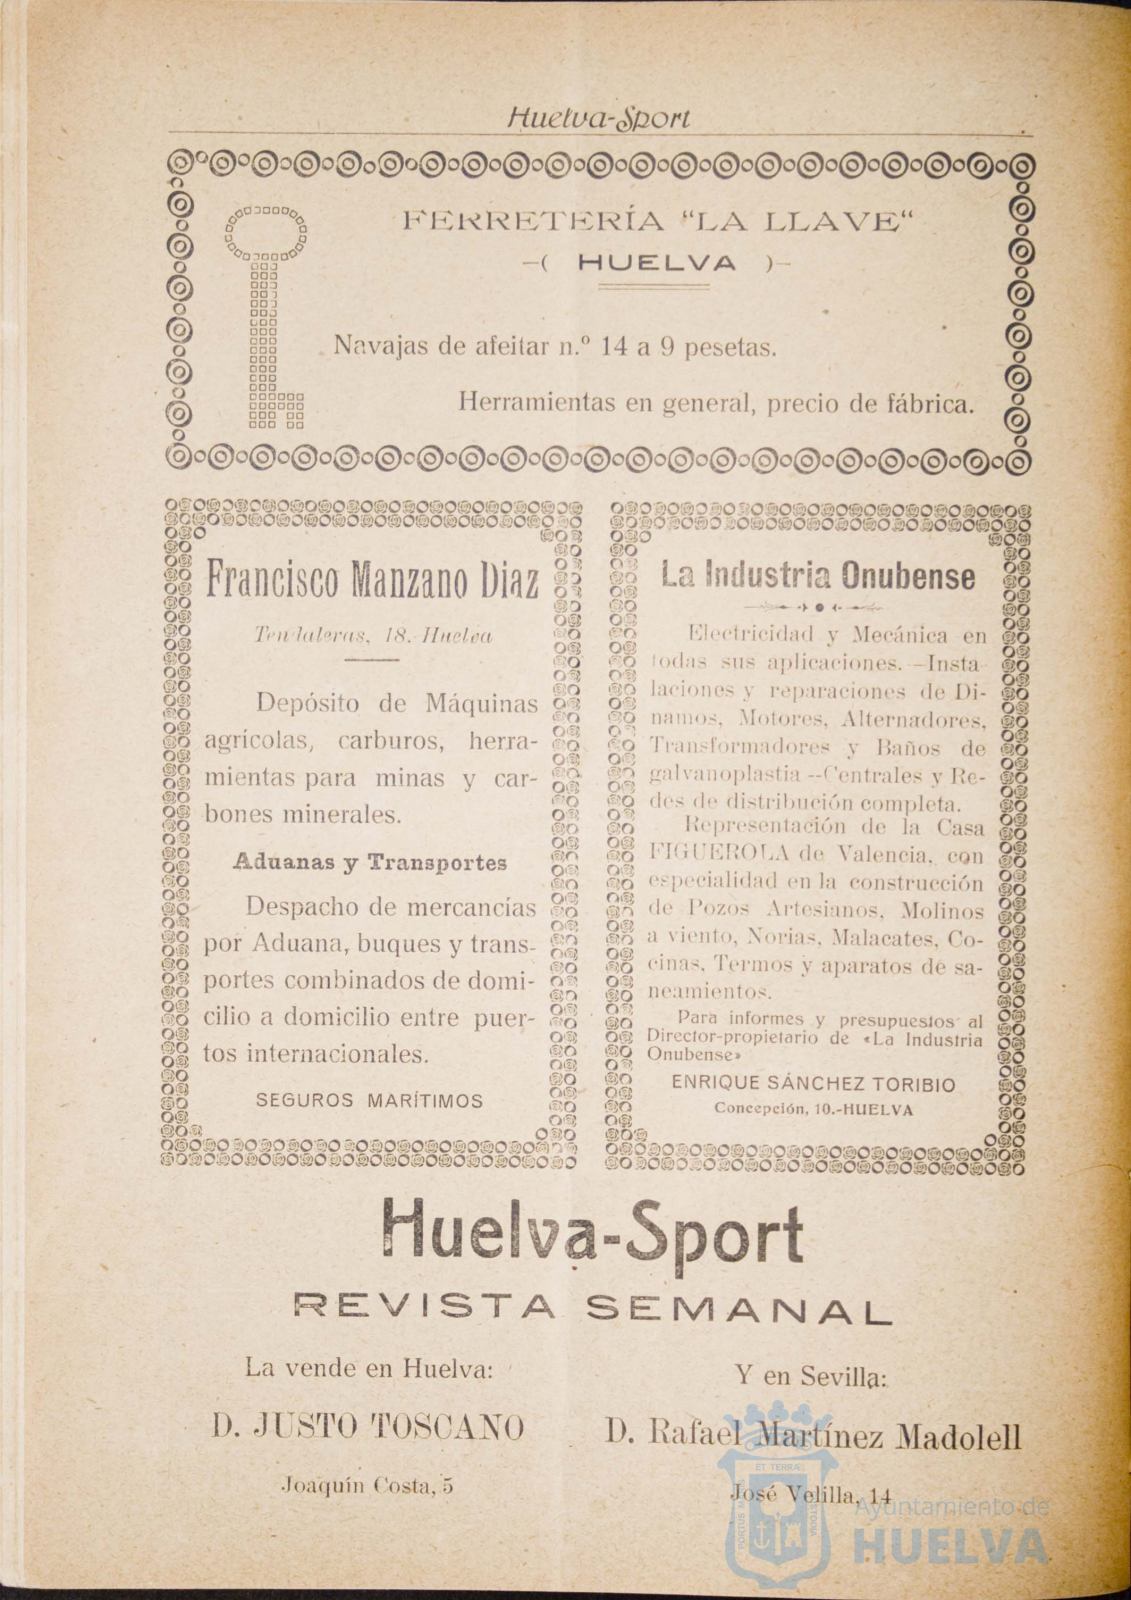 Huelva-Sport
FERRETERÍA “LA LLAVE“
—( HUELVA )—
Navajas de afeitar n.º 14 a 9 pesetas.
Herramientas en general, precio de fábrica.
Francisco Manzano Diaz
Tendaleras, 18.-Huelva
Depósito de Máquinas
agrícolas, carburos, herra-
mientas para minas y car-
bones minerales.
Aduanas y Transportes
Despacho de mercancías
por Aduana, buques y trans-
portes combinados de domi-
cilio a domicilio entre puer-
tos internacionales.
SEGUROS MARÍTIMOS
La Industria Onubense
Electricidad y Mecánica en
todas sus aplicaciones.—Insta-
laciones y reparaciones de Di-
namos, Motores, Alternadores,
Transformadores y Baños de
galvanoplastia--Centrales y Re-
des de distribución completa.
Representación de la Casa
FIGUEROLA de Valencia, con
especialidad en la construcción
de Pozos Artesianos, Molinos
a viento, Norias, Malacates, Co-
cinas, Termos y aparatos de sa-
neamientos.
Para informes y presupuestos al
Director-propietario de «La Industria
Onubense»
ENRIQUE SÁNCHEZ TORIBIO
Concepción, 10.-HUELVA
Huelva-Sport
REVISTA SEMANAL
La vende en Huelva:
D. JUSTO TOSCANO
Joaquín Costa, 5
Y en Sevilla:
D. Rafael Martínez Madolell
José Velilla, 14
PORTUS MARIS
ET TERRAE
CUSTODIA
Ayuntamiento de
HUELVA